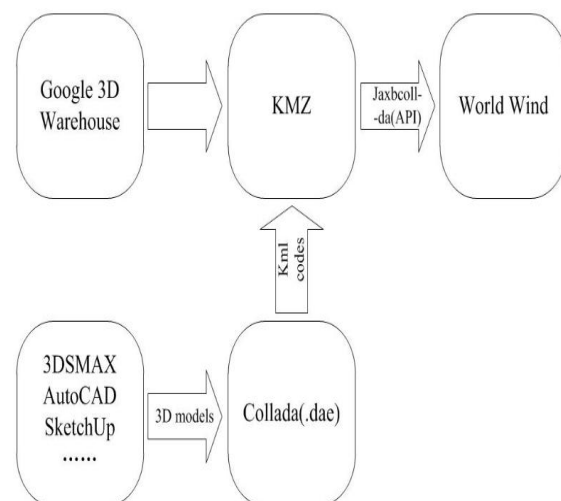 Google 3D
Warehouse
KMZ
Jaxbcoll-
-da(API)
World Wind
Kml
codes
3DSMAX
AutoCAD
SketchUp
......
3D models
Collada(.dae)